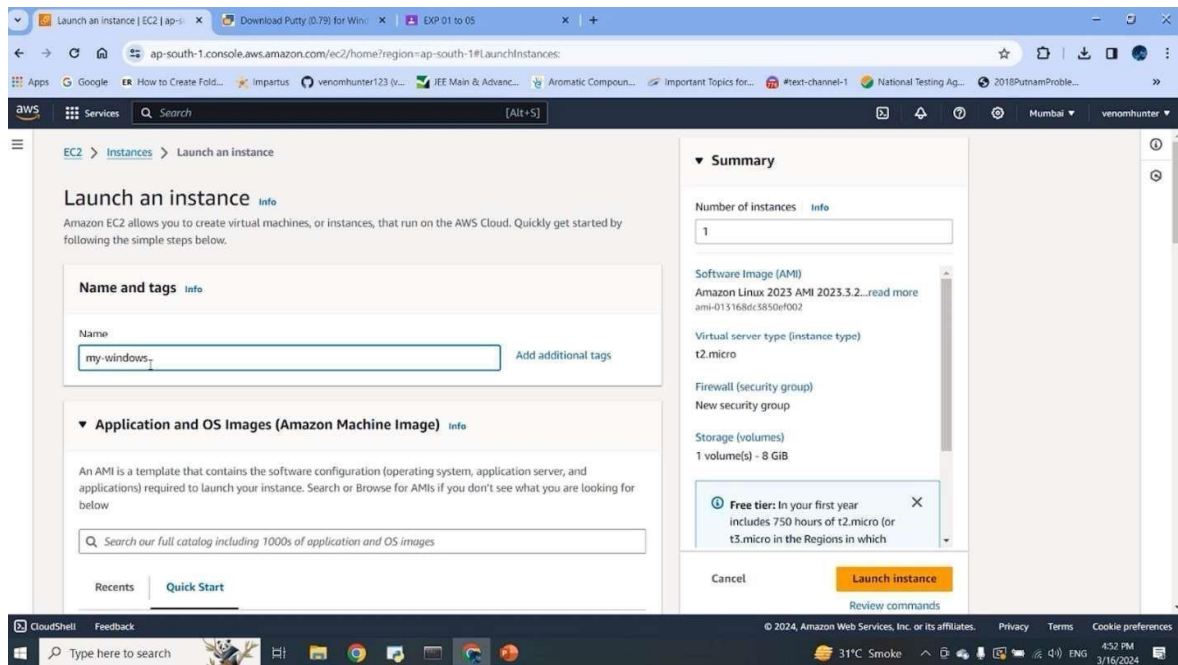 Launch an instance | EC2 | ap-s
Download Putty (0.79) for Wind
EXP 01 to 05
ap-south-1.console.aws.amazon.com/ec2/home?region=ap-south-1#LaunchInstances:
Apps
Google
ER How to Create Fold...
Impartus
venomhunter123 (v...
JEE Main & Advanc...
Aromatic Compoun...
Important Topics for...
#text-channel-1
National Testing Ag...
2018PutnamProble...
aws
Services
Search
[Alt+S]
Mumbai
venomhunter
EC2 > Instances > Launch an instance
Launch an instance Info
Amazon EC2 allows you to create virtual machines, or instances, that run on the AWS Cloud. Quickly get started by
following the simple steps below.
Name and tags Info
Name
my-windows
Add additional tags
Application and OS Images (Amazon Machine Image) Info
An AMI is a template that contains the software configuration (operating system, application server, and
applications) required to launch your instance. Search or Browse for AMIs if you don't see what you are looking for
below
Search our full catalog including 1000s of application and OS images
Recents
Quick Start
Summary
Number of instances Info
1
Software Image (AMI)
Amazon Linux 2023 AMI 2023.3.2...read more
ami-013168dc3850ef002
Virtual server type (instance type)
t2.micro
Firewall (security group)
New security group
Storage (volumes)
1 volume(s) - 8 GiB
Free tier: In your first year
includes 750 hours of t2.micro (or
t3.micro in the Regions in which
Cancel
Launch instance
Review commands
CloudShell
Feedback
© 2024, Amazon Web Services, Inc. or its affiliates.
Privacy
Terms
Cookie preferences
Type here to search
31°C Smoke
ENG
4:52 PM
3/16/2024